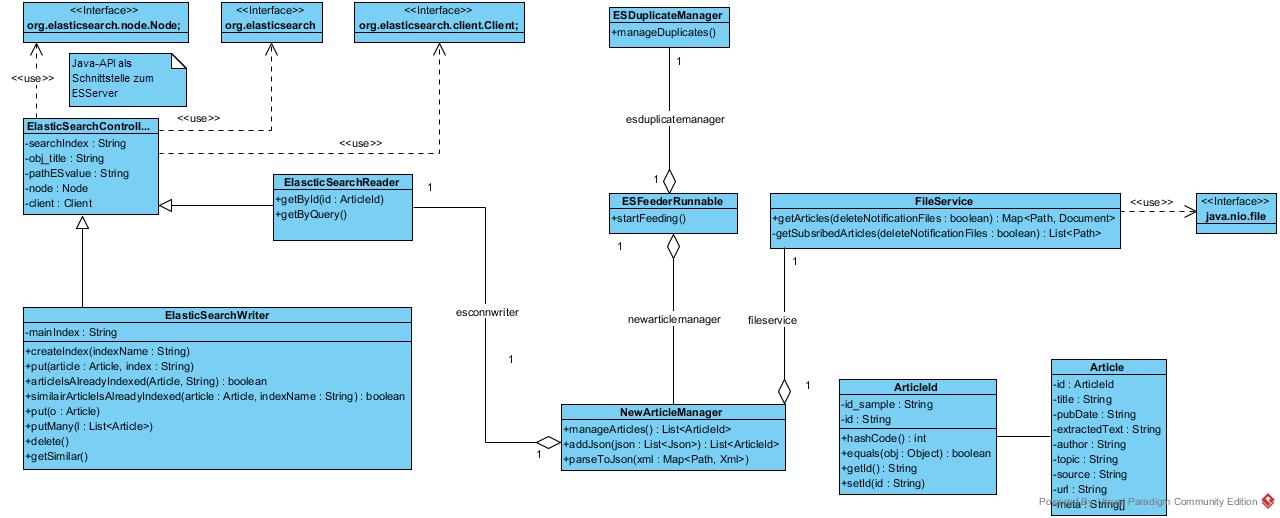 <<Interface>>
org.elasticsearch.node.Node;
<<Interface>>
org.elasticsearch
<<Interface>>
org.elasticsearch.client.Client;
<<use>>
Java-API als
Schnittstelle zum
ESServer
<<use>>
<<use>>
ElasticSearchControll...
-searchIndex : String
-obj_title : String
-pathESvalue : String
-node : Node
-client : Client
ElascticSearchReader
+getById(id : ArticleId)
+getByQuery()
1
ElasticSearchWriter
-mainIndex : String
+createIndex(indexName : String)
+put(article : Article, index : String)
+articleIsAlreadyIndexed(Article, String) : boolean
+similairArticleIsAlreadyIndexed(article : Article, indexName : String) : boolean
+put(o : Article)
+putMany(l : List<Article>)
+delete()
+getSimilar()
esconnwriter
1
1
ESDuplicateManager
+manageDuplicates()
1
esduplicatemanager
1
ESFeederRunnable
+startFeeding()
1
newarticlemanager
FileService
+getArticles(deleteNotificationFiles : boolean) : Map<Path, Document>
-getSubsribedArticles(deleteNotificationFiles : boolean) : List<Path>
1
fileservice
1
<<use>>
<<Interface>>
java.nio.file
NewArticleManager
+manageArticles() : List<ArticleId>
+addJson(json : List<Json>) : List<ArticleId>
+parseToJson(xml : Map<Path, Xml>)
ArticleId
-id_sample : String
-id : String
+hashCode() : int
+equals(obj : Object) : boolean
+getId() : String
+setId(id : String)
Article
-id : ArticleId
-title : String
-pubDate : String
-extractedText : String
-author : String
-topic : String
-source : String
-url : String
-meta : String[]
Powered By Visual Paradigm Community Edition